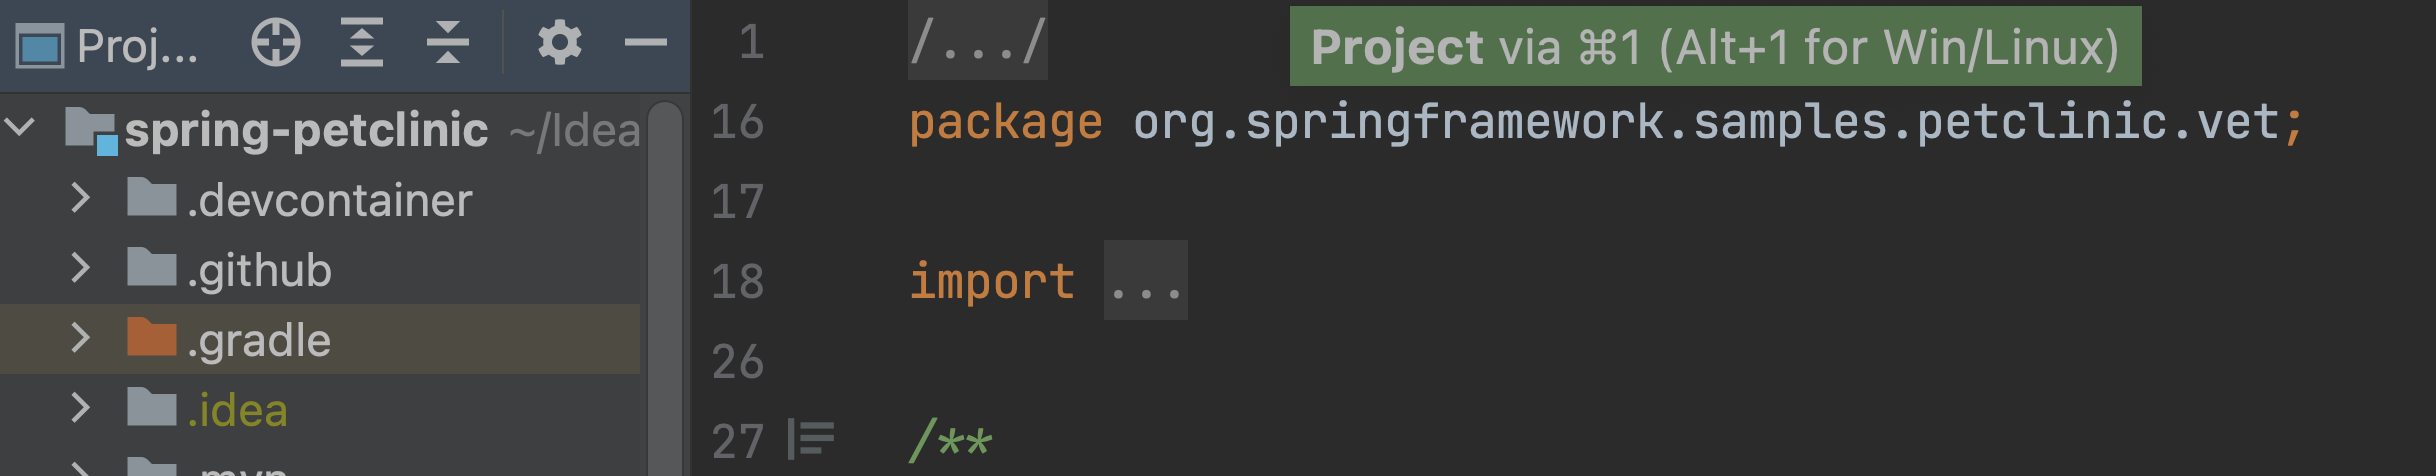 Proj...
spring-petclinic ~/Idea
.devcontainer
.github
.gradle
.idea
.mvn
1 /.../
Project via ⌘1 (Alt+1 for Win/Linux)
16 package org.springframework.samples.petclinic.vet;
17
18 import ...
26
27 /**